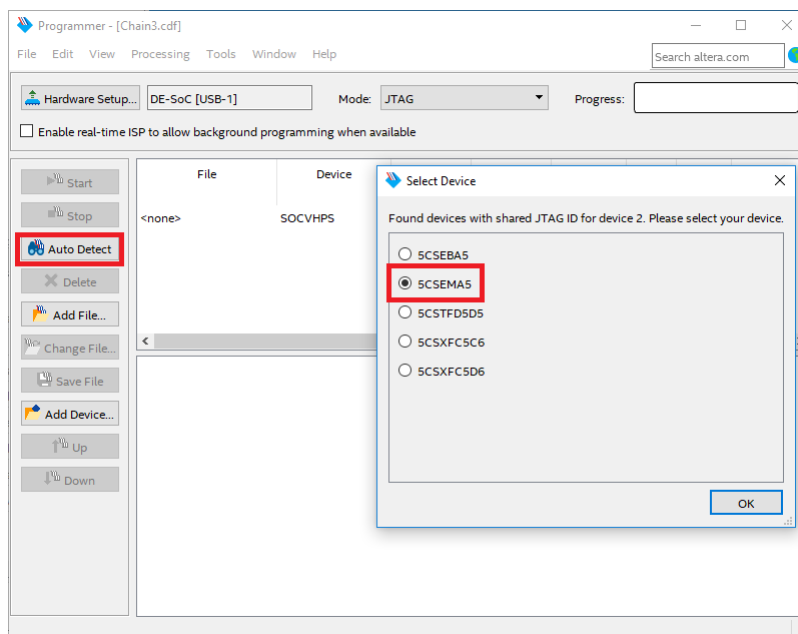 Programmer - [Chain3.cdf]
File Edit View Processing Tools Window Help
Search altera.com
Hardware Setup... DE-SoC [USB-1] Mode: JTAG Progress:
Enable real-time ISP to allow background programming when available
Start
Stop
Auto Detect
Delete
Add File...
Change File...
Save File
Add Device...
Up
Down
File Device
<none> SOCVHPS
Select Device
Found devices with shared JTAG ID for device 2. Please select your device.
5CSEBA5
5CSEMA5
5CSTFD5D5
5CSXFC5C6
5CSXFC5D6
OK